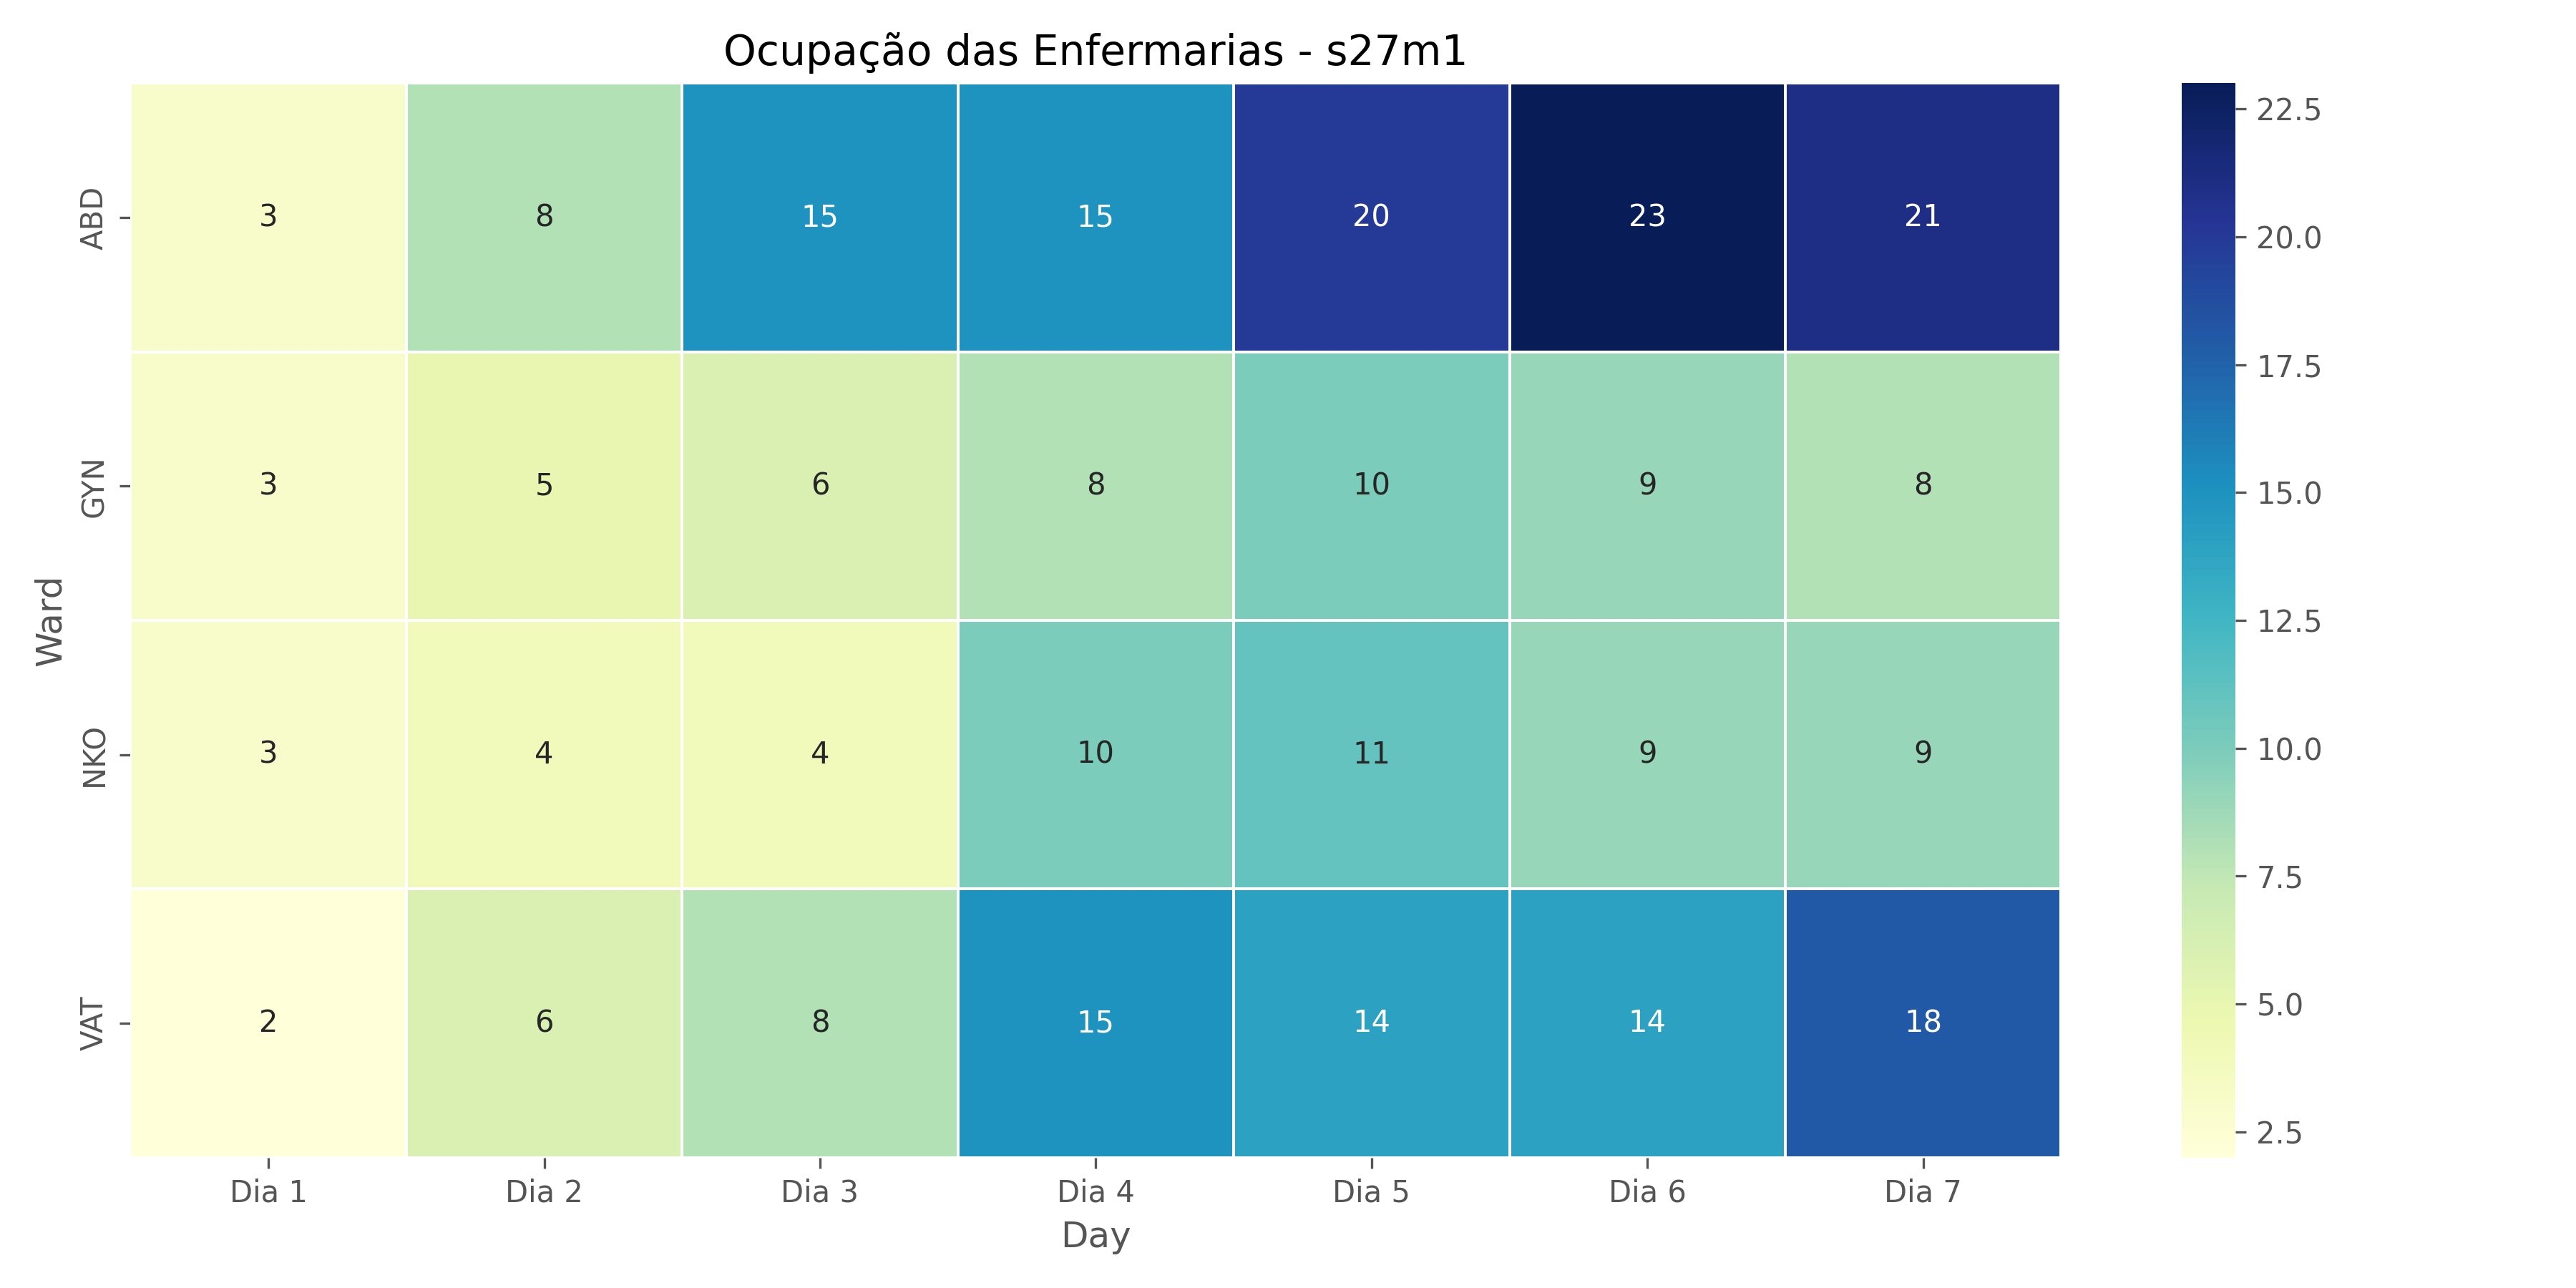 Ocupação das Enfermarias - s27m1
Ward
ABD 3 8 15 15 20 23 21
GYN 3 5 6 8 10 9 8
NKO 3 4 4 10 11 9 9
VAT 2 6 8 15 14 14 18
Dia 1 Dia 2 Dia 3 Dia 4 Dia 5 Dia 6 Dia 7
Day
22.5
20.0
17.5
15.0
12.5
10.0
7.5
5.0
2.5